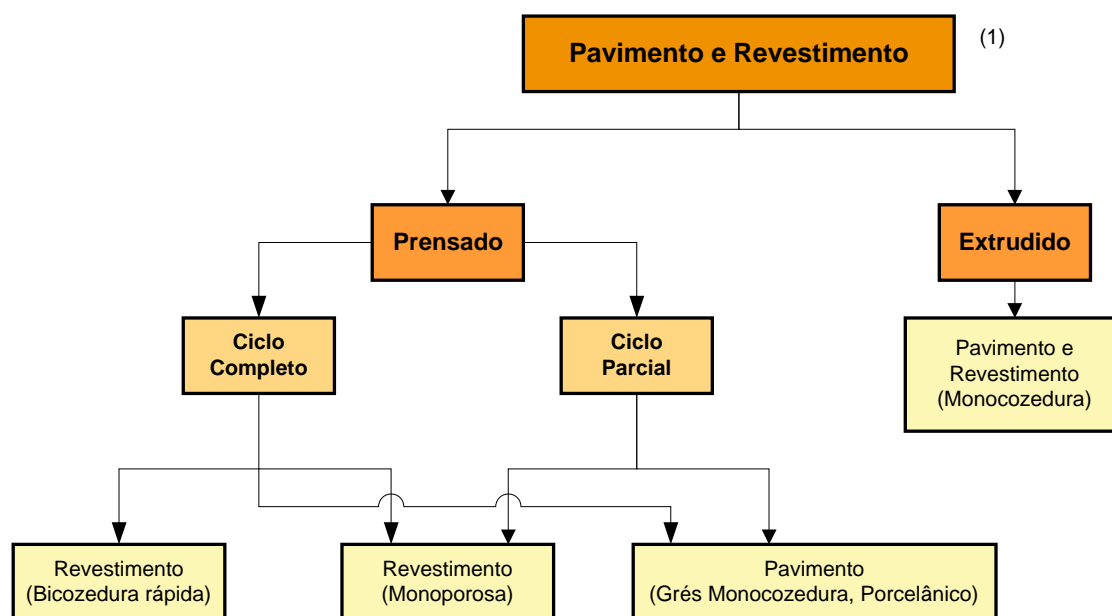 Pavimento e Revestimento
(1)
Prensado
Extrudido
Ciclo
Completo
Ciclo
Parcial
Pavimento e
Revestimento
(Monocozedura)
Revestimento
(Bicozedura rápida)
Revestimento
(Monoporosa)
Pavimento
(Grés Monocozedura, Porcelânico)